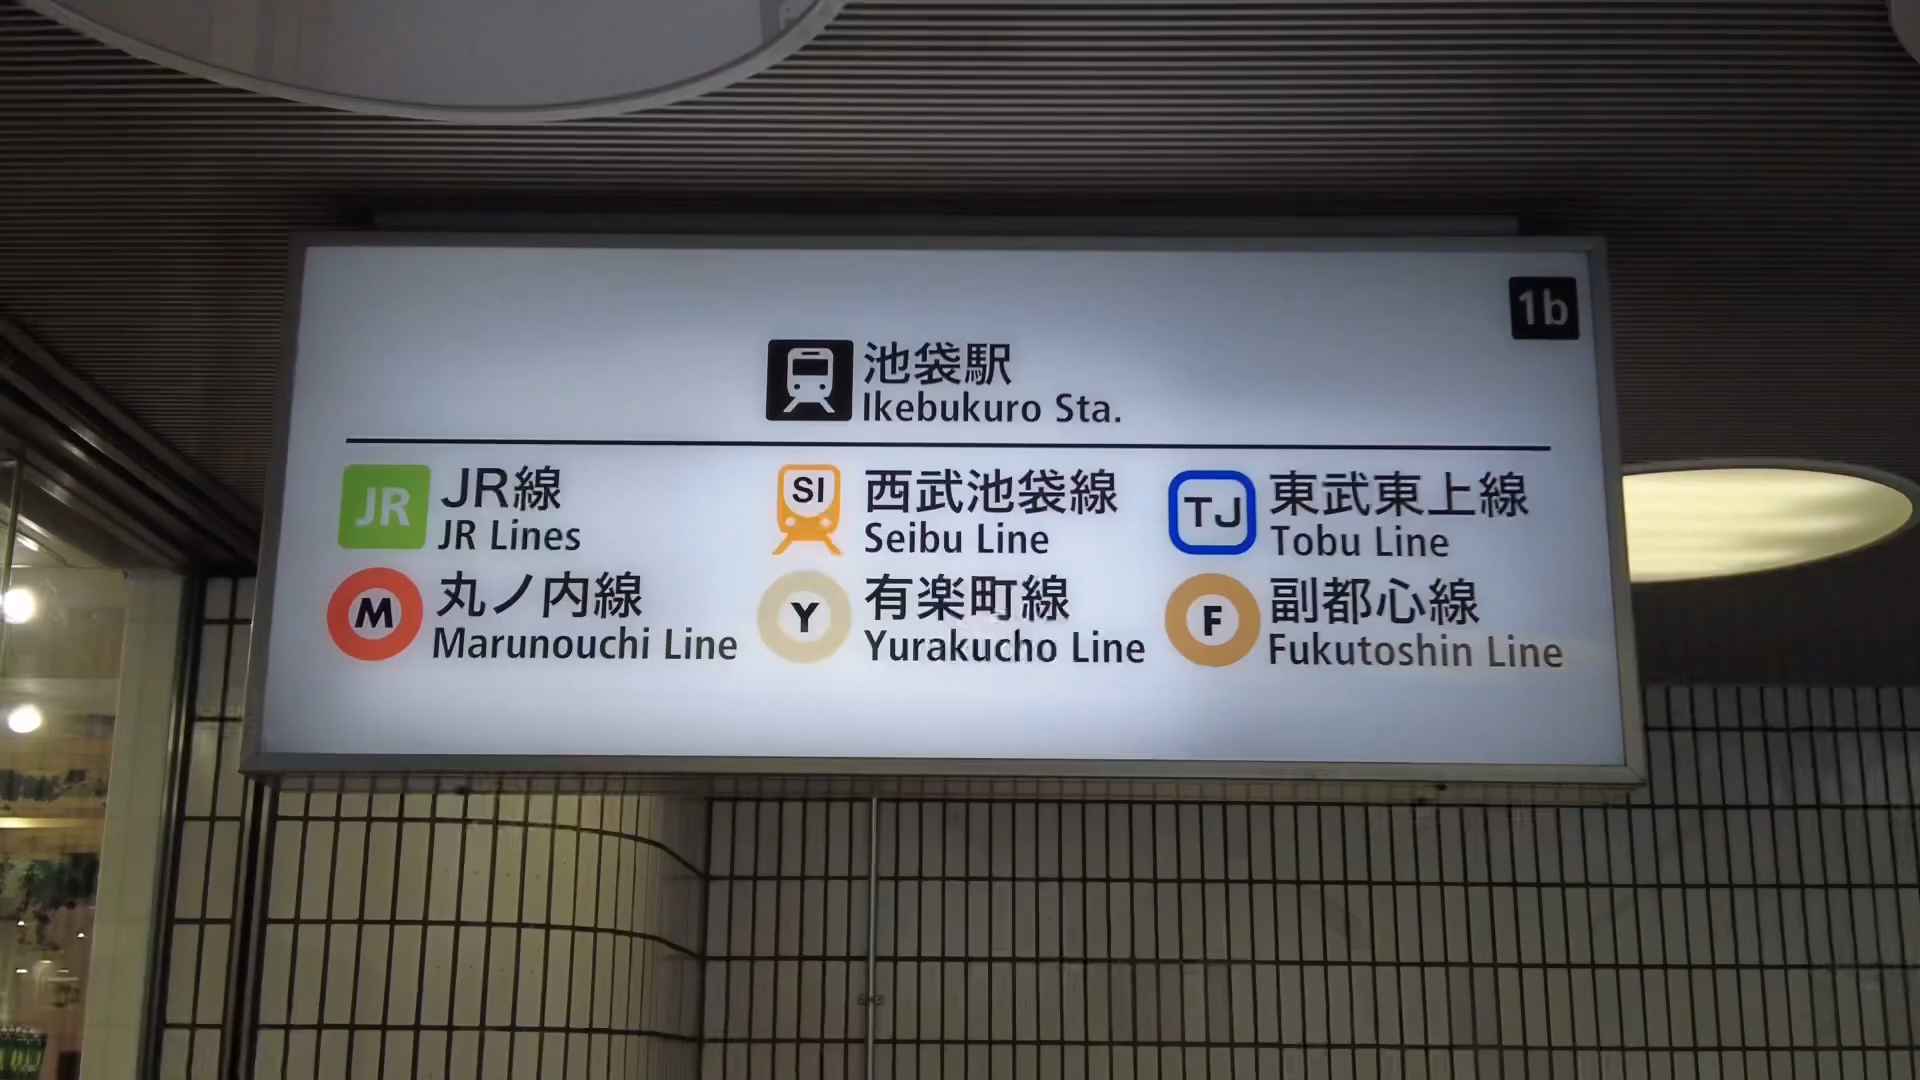 1b
池袋駅
Ikebukuro Sta.
JR JR線
JR Lines
SI 西武池袋線
Seibu Line
TJ 東武東上線
Tobu Line
M 丸ノ内線
Marunouchi Line
Y 有楽町線
Yurakucho Line
F 副都心線
Fukutoshin Line